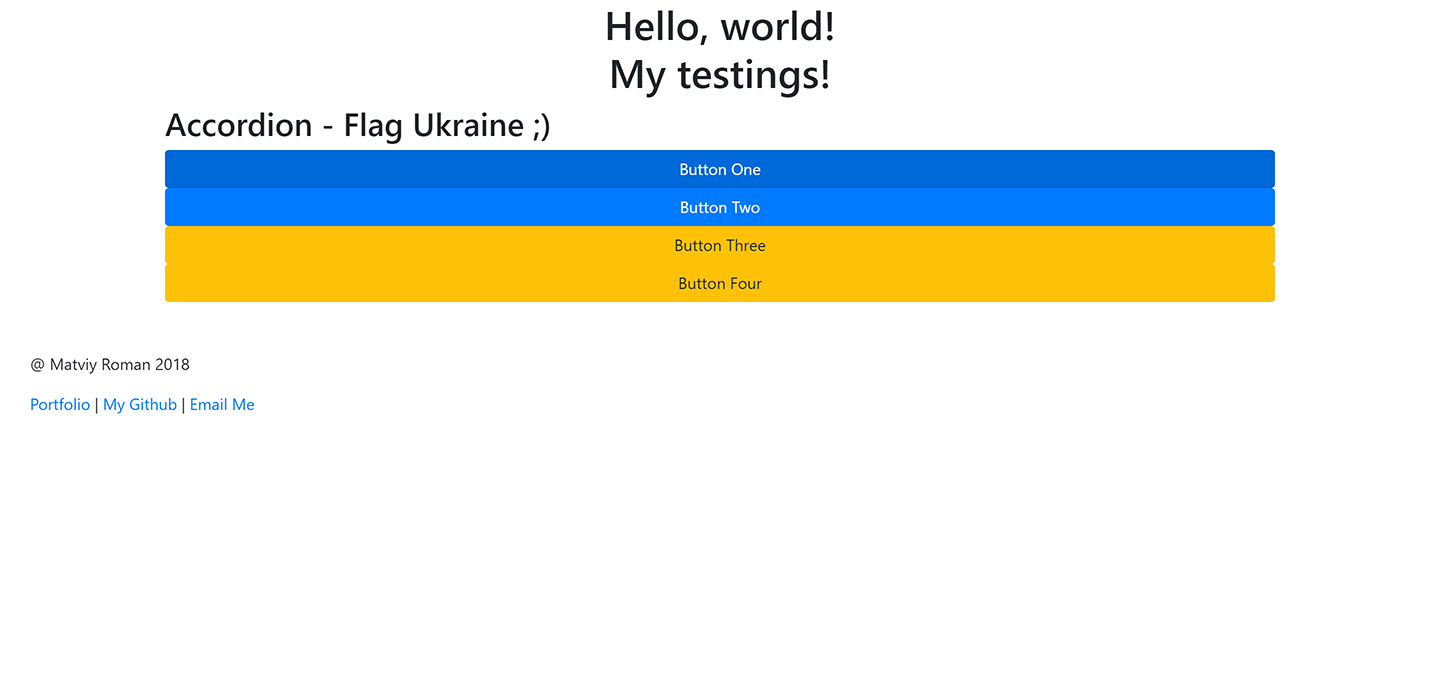 Hello, world!
My testings!
Accordion - Flag Ukraine ;)
Button One
Button Two
Button Three
Button Four
@ Matviy Roman 2018
Portfolio | My Github | Email Me